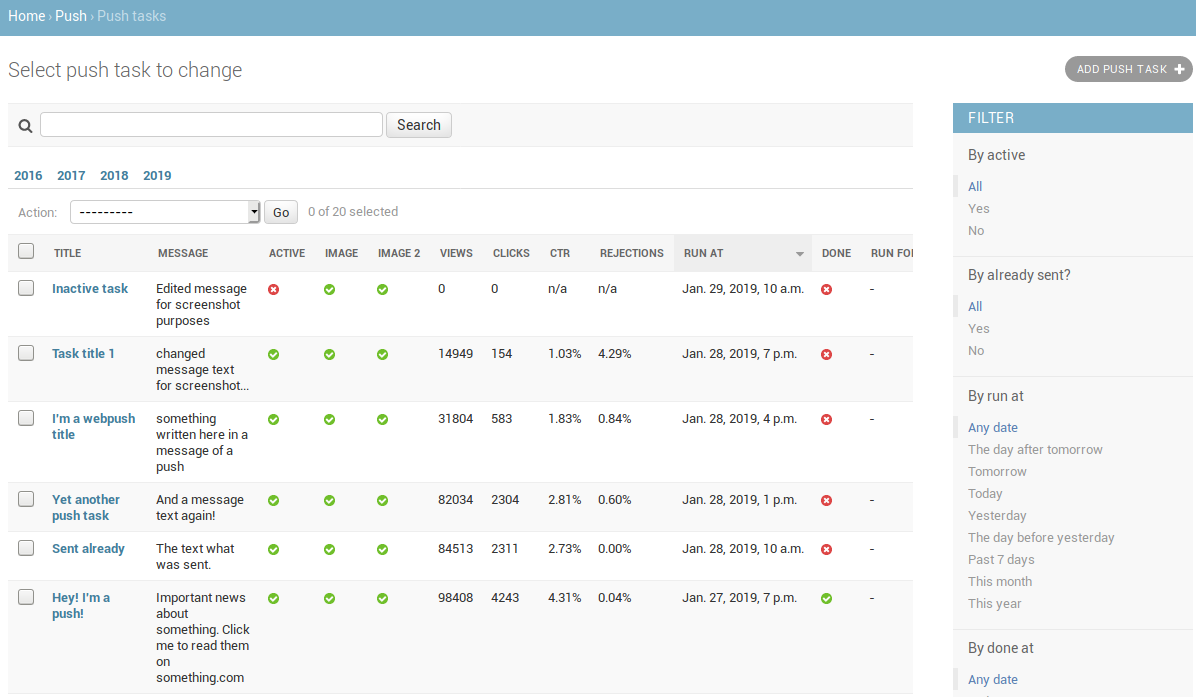 Home › Push › Push tasks
Select push task to change
ADD PUSH TASK +
Search
2016 2017 2018 2019
Action: --------- Go 0 of 20 selected
TITLE MESSAGE ACTIVE IMAGE IMAGE 2 VIEWS CLICKS CTR REJECTIONS RUN AT DONE RUN FO
Inactive task Edited message 0 0 n/a n/a Jan. 29, 2019, 10 a.m. -
for screenshot
purposes
Task title 1 changed 14949 154 1.03% 4.29% Jan. 28, 2019, 7 p.m. -
message text
for screenshot...
I'm a webpush something 31804 583 1.83% 0.84% Jan. 28, 2019, 4 p.m. -
title written here in a
message of a
push
Yet another And a message 82034 2304 2.81% 0.60% Jan. 28, 2019, 1 p.m. -
push task text again!
Sent already The text what 84513 2311 2.73% 0.00% Jan. 28, 2019, 10 a.m. -
was sent.
Hey! I'm a Important news 98408 4243 4.31% 0.04% Jan. 27, 2019, 7 p.m. -
push! about
something. Click
me to read them
on
something.com
FILTER
By active
All
Yes
No
By already sent?
All
Yes
No
By run at
Any date
The day after tomorrow
Tomorrow
Today
Yesterday
The day before yesterday
Past 7 days
This month
This year
By done at
Any date